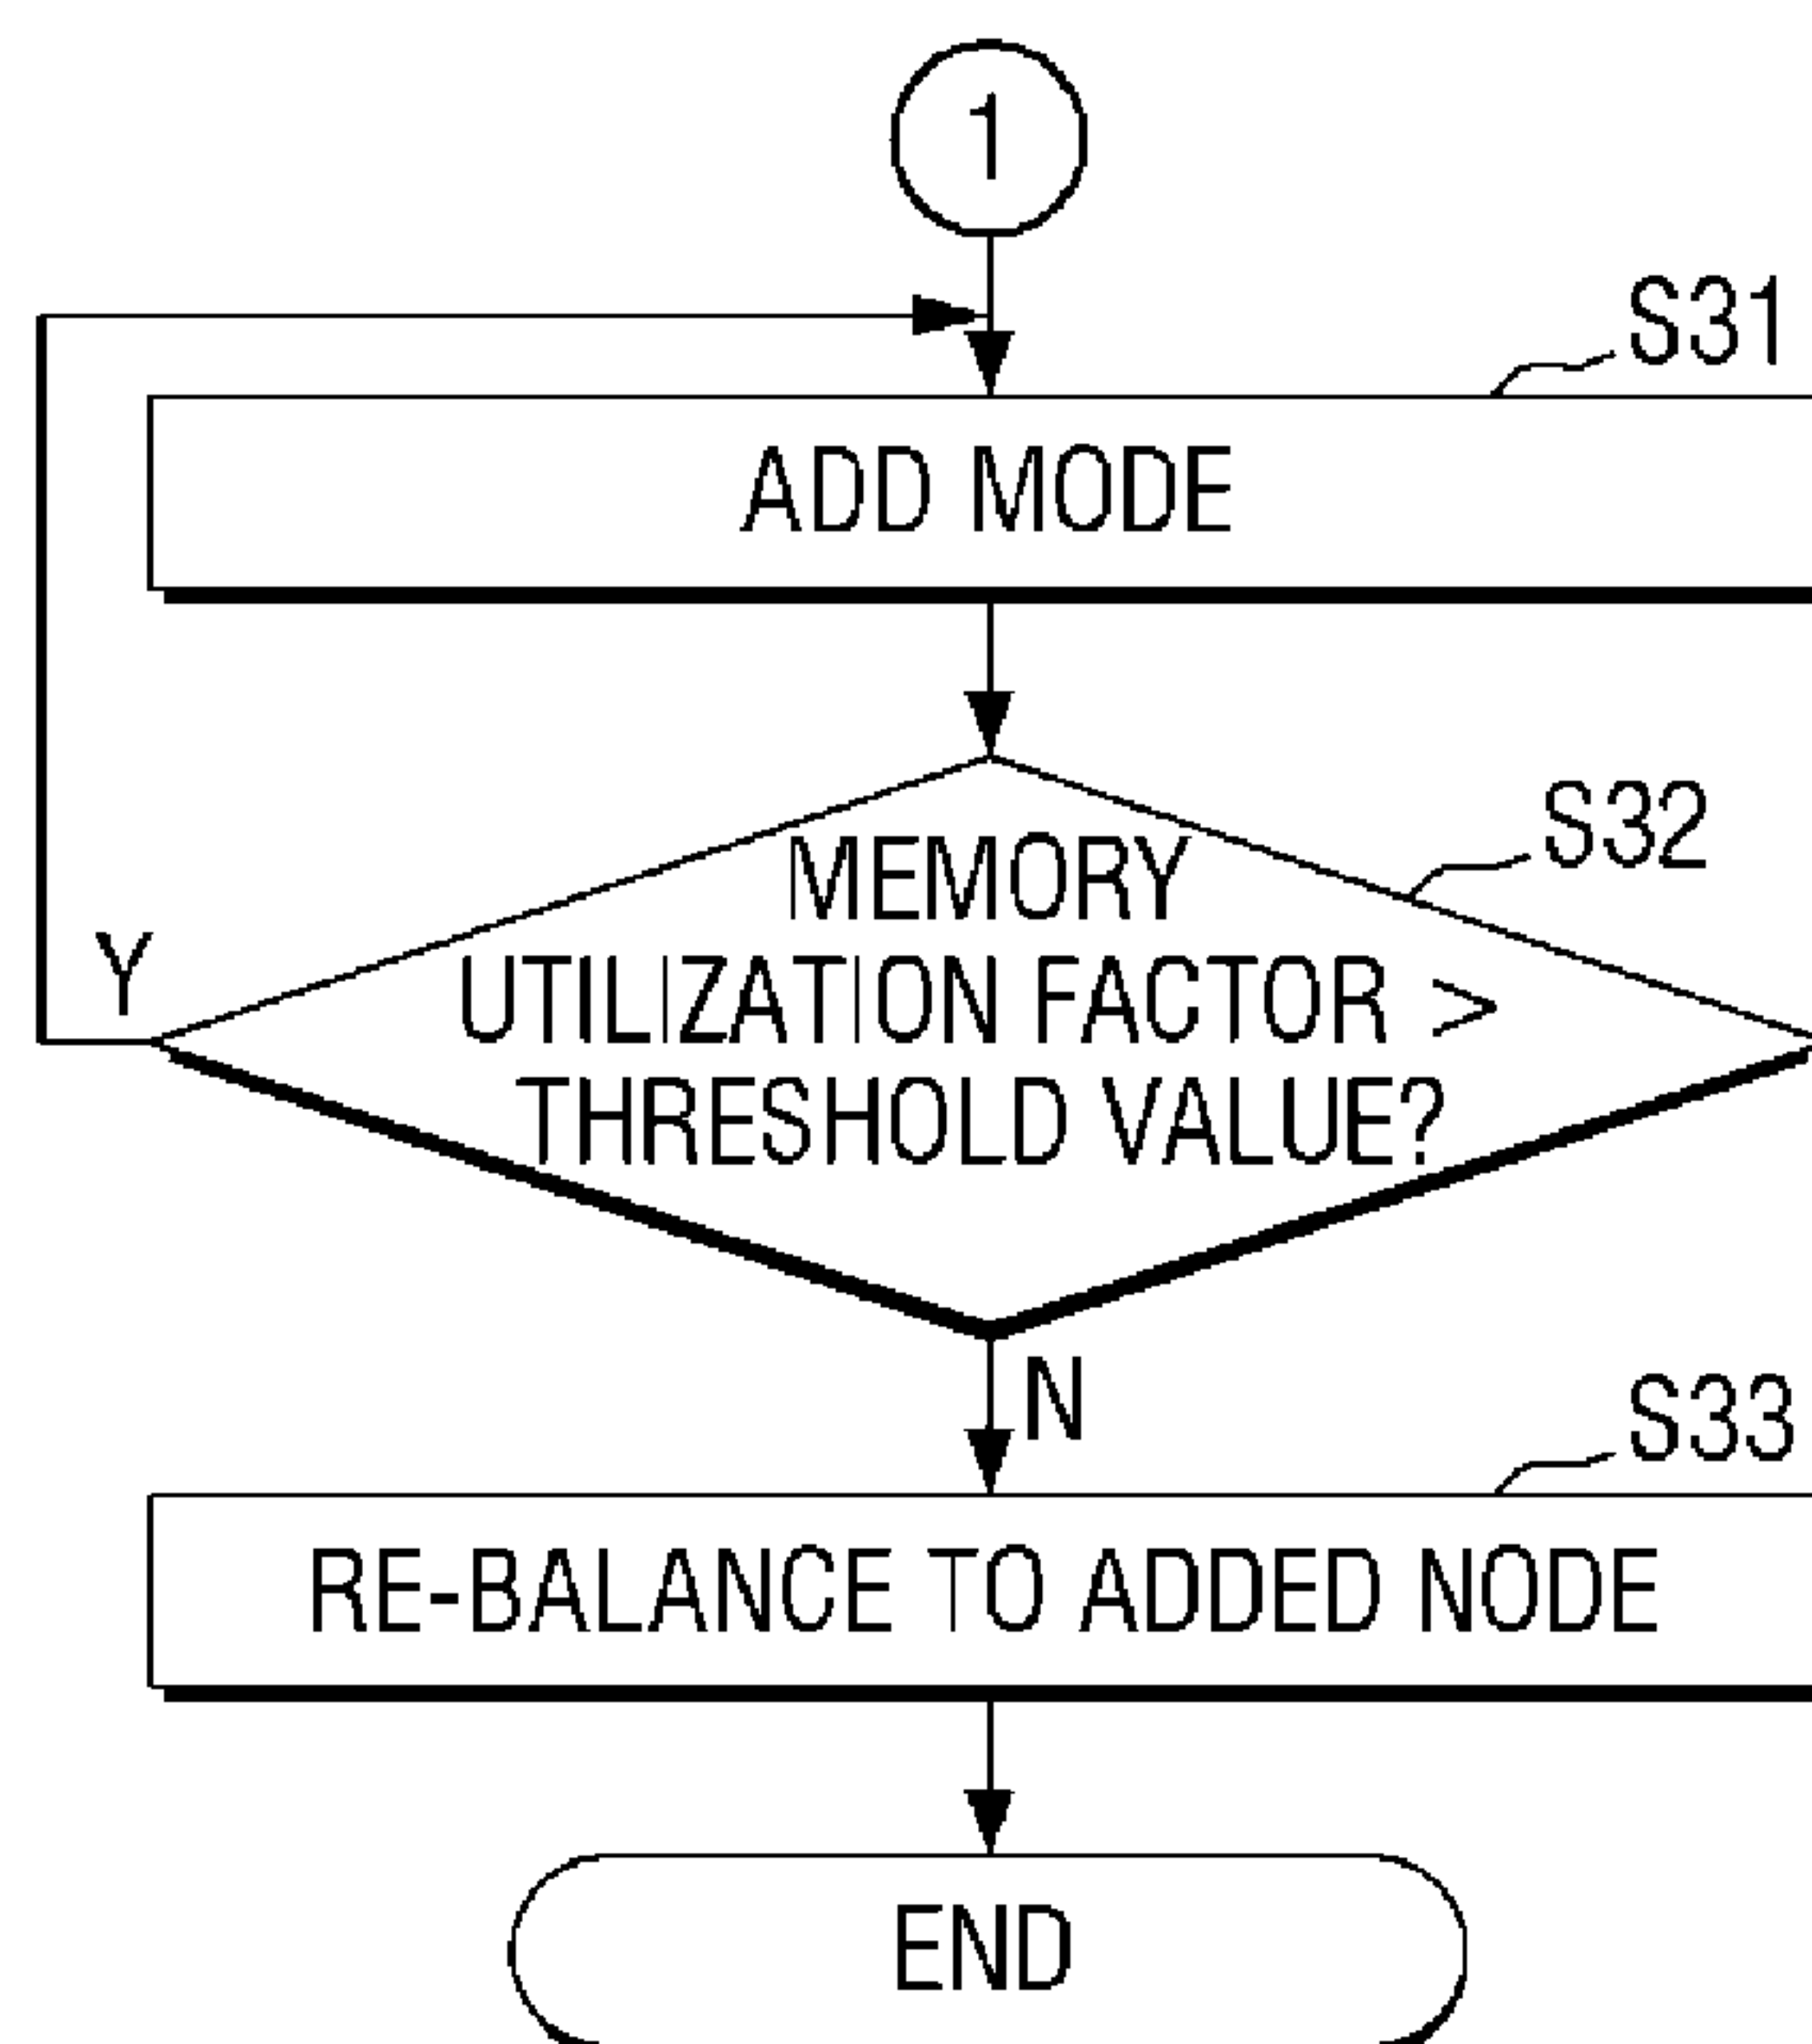 1
S31
ADD MODE
S32
MEMORY
UTILIZATION FACTOR >
THRESHOLD VALUE?
Y
N
S33
RE-BALANCE TO ADDED NODE
END